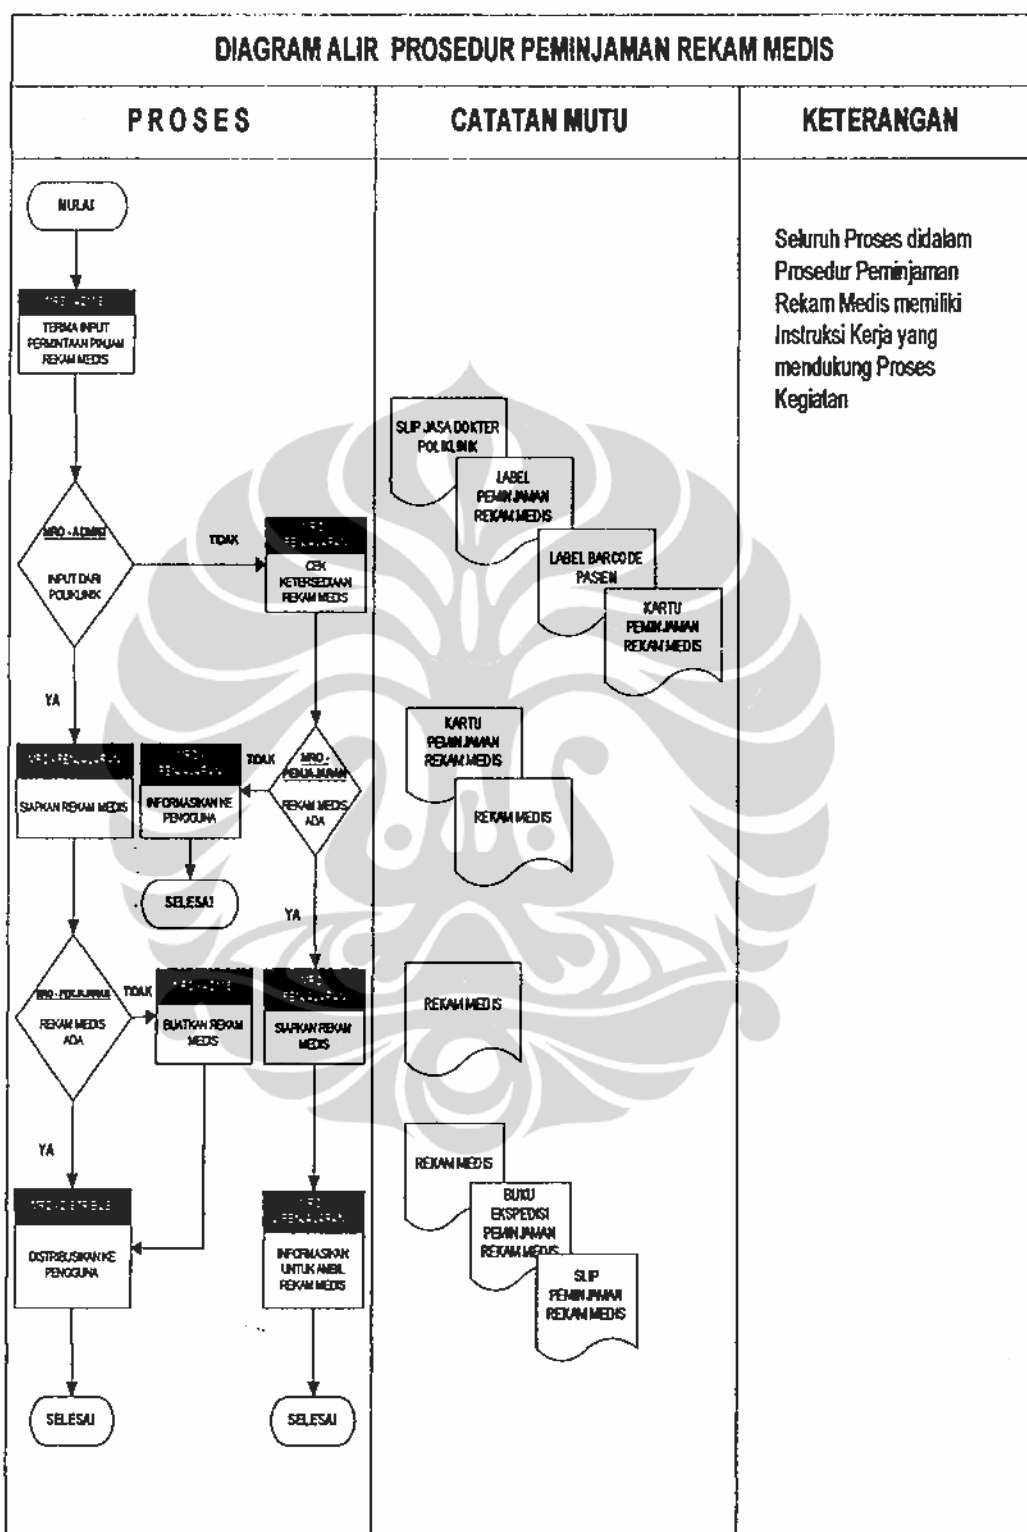 DIAGRAM ALIR PROSEDUR PEMINJAMAN REKAM MEDIS
PROSES
CATATAN MUTU
KETERANGAN
MULAI
TERIMA INPUT
PERMINTAAN PINJAM
REKAM MEDIS
MRO - ADMIN
INPUT DARI
POLIKLINIK
TIDAK
CEK
KETERSEDIAAN
REKAM MEDIS
YA
SIAPKAN REKAM MEDIS
INFORMASIKAN KE
PENGGUNA
TIDAK
MRO -
PENJAJARAN
REKAM MEDIS
ADA
SELESAI
YA
MRO - PENJAJARAN
REKAM MEDIS
ADA
TIDAK
BUATKAN REKAM
MEDIS
SIAPKAN REKAM
MEDIS
YA
DISTRIBUSIKAN KE
PENGGUNA
INFORMASIKAN
UNTUK AMBIL
REKAM MEDIS
SELESAI
SELESAI
SLIP JASA DOKTER
POLIKLINIK
LABEL
PEMINJAMAN
REKAM MEDIS
LABEL BARCODE
PASIEN
KARTU
PEMINJAMAN
REKAM MEDIS
KARTU
PEMINJAMAN
REKAM MEDIS
REKAM MEDIS
REKAM MEDIS
REKAM MEDIS
BUKU
EKSPEDISI
PEMINJAMAN
REKAM MEDIS
SLIP
PEMINJAMAN
REKAM MEDIS
Seluruh Proses didalam
Prosedur Peminjaman
Rekam Medis memiliki
Instruksi Kerja yang
mendukung Proses
Kegiatan